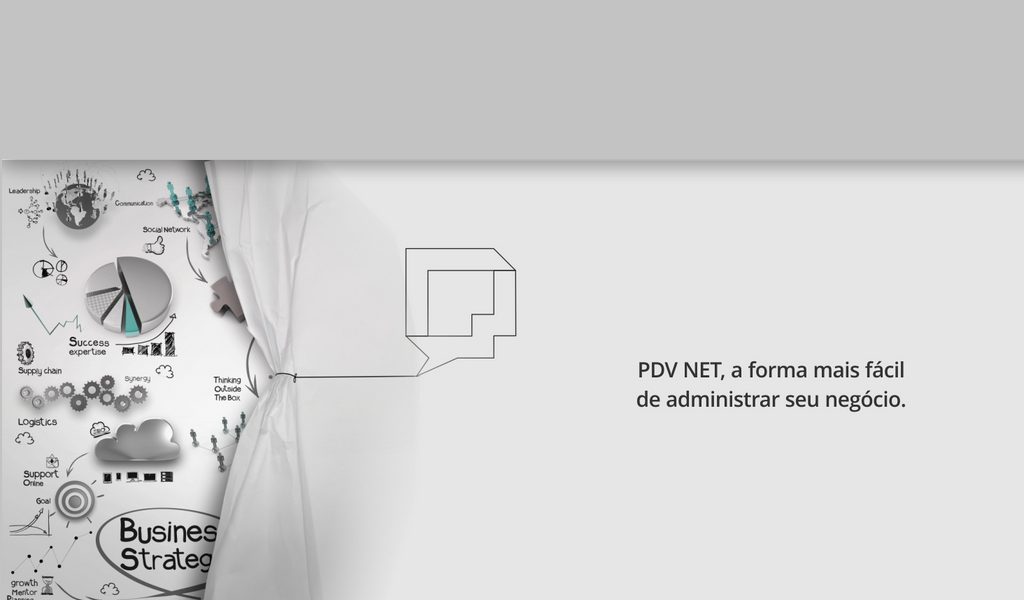 Leadership
Communication
Social Network
Success
expertise
Supply chain
Synergy
Thinking
Outside
The Box
Logistics
Support
Online
Goal
Busines
Strateg
growth
Mentor
PDV NET, a forma mais fácil
de administrar seu negócio.